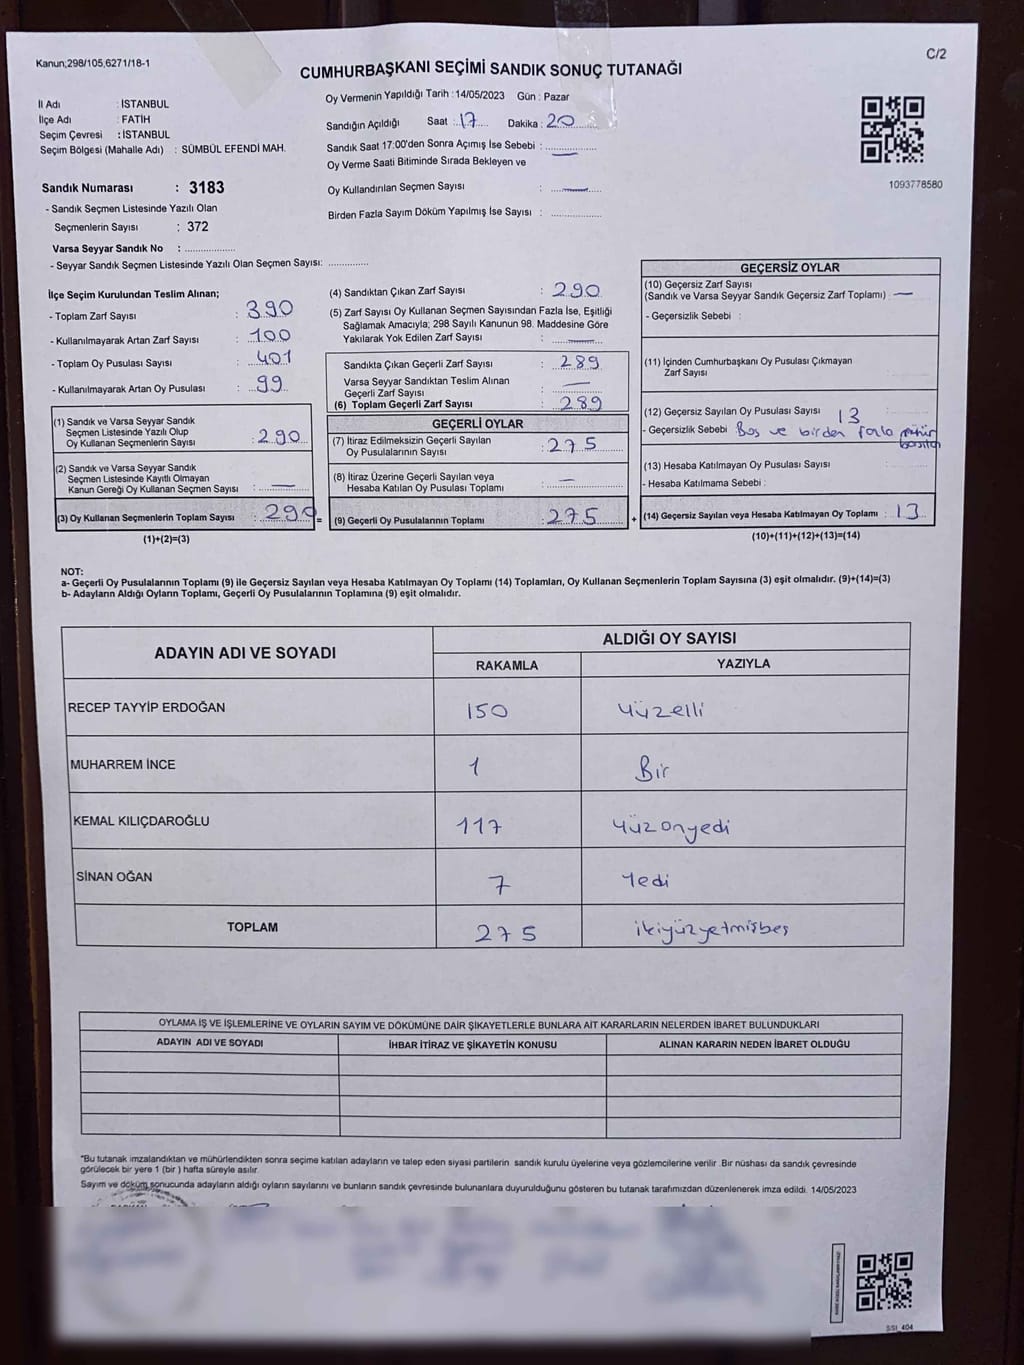 Kanun;298/105,6271/18-1
C/2
CUMHURBAŞKANI SEÇİMİ SANDIK SONUÇ TUTANAĞI
İl Adı : İSTANBUL
İlçe Adı : FATİH
Seçim Çevresi : İSTANBUL
Seçim Bölgesi (Mahalle Adı) : SÜMBÜL EFENDİ MAH.
Oy Vermenin Yapıldığı Tarih : 14/05/2023 Gün : Pazar
Sandığın Açıldığı Saat : 17 Dakika : 20
Sandık Saat 17:00'den Sonra Açımış İse Sebebi : —
Oy Verme Saati Bitiminde Sırada Bekleyen ve
Oy Kullandırılan Seçmen Sayısı : —
Birden Fazla Sayım Döküm Yapılmış İse Sayısı :
1093778580
Sandık Numarası : 3183
- Sandık Seçmen Listesinde Yazılı Olan
Seçmenlerin Sayısı : 372
Varsa Seyyar Sandık No :
- Seyyar Sandık Seçmen Listesinde Yazılı Olan Seçmen Sayısı:
İlçe Seçim Kurulundan Teslim Alınan;
- Toplam Zarf Sayısı : 390
- Kullanılmayarak Artan Zarf Sayısı : 100
- Toplam Oy Pusulası Sayısı : 401
- Kullanılmayarak Artan Oy Pusulası : 99
(1) Sandık ve Varsa Seyyar Sandık
Seçmen Listesinde Yazılı Olup
Oy Kullanan Seçmenlerin Sayısı : 290
(2) Sandık ve Varsa Seyyar Sandık
Seçmen Listesinde Kayıtlı Olmayan
Kanun Gereği Oy Kullanan Seçmen Sayısı : —
(3) Oy Kullanan Seçmenlerin Toplam Sayısı : 290 =
(1)+(2)=(3)
(4) Sandıktan Çıkan Zarf Sayısı : 290
(5) Zarf Sayısı Oy Kullanan Seçmen Sayısından Fazla İse, Eşitliği
Sağlamak Amacıyla; 298 Sayılı Kanunun 98. Maddesine Göre
Yakılarak Yok Edilen Zarf Sayısı : —
Sandıkta Çıkan Geçerli Zarf Sayısı : 289
Varsa Seyyar Sandıktan Teslim Alınan
Geçerli Zarf Sayısı : —
(6) Toplam Geçerli Zarf Sayısı : 289
GEÇERLİ OYLAR
(7) İtiraz Edilmeksizin Geçerli Sayılan
Oy Pusulalarının Sayısı : 275
(8) İtiraz Üzerine Geçerli Sayılan veya
Hesaba Katılan Oy Pusulası Toplamı : —
(9) Geçerli Oy Pusulalarının Toplamı : 275 +
GEÇERSİZ OYLAR
(10) Geçersiz Zarf Sayısı
(Sandık ve Varsa Seyyar Sandık Geçersiz Zarf Toplamı) : —
- Geçersizlik Sebebi :
(11) İçinden Cumhurbaşkanı Oy Pusulası Çıkmayan
Zarf Sayısı
(12) Geçersiz Sayılan Oy Pusulası Sayısı : 13
- Geçersizlik Sebebi Boş ve birden fazla mühür
basıldı
(13) Hesaba Katılmayan Oy Pusulası Sayısı
- Hesaba Katılmama Sebebi :
(14) Geçersiz Sayılan veya Hesaba Katılmayan Oy Toplamı : 13
(10)+(11)+(12)+(13)=(14)
NOT:
a- Geçerli Oy Pusulalarının Toplamı (9) ile Geçersiz Sayılan veya Hesaba Katılmayan Oy Toplamı (14) Toplamları, Oy Kullanan Seçmenlerin Toplam Sayısına (3) eşit olmalıdır. (9)+(14)=(3)
b- Adayların Aldığı Oyların Toplamı, Geçerli Oy Pusulalarının Toplamına (9) eşit olmalıdır.
ADAYIN ADI VE SOYADI ALDIĞI OY SAYISI
RAKAMLA YAZIYLA
RECEP TAYYİP ERDOĞAN 150 yüzelli
MUHARREM İNCE 1 Bir
KEMAL KILIÇDAROĞLU 117 yüzonyedi
SİNAN OĞAN 7 Yedi
TOPLAM 275 ikiyüzyetmişbeş
OYLAMA İŞ VE İŞLEMLERİNE VE OYLARIN SAYIM VE DÖKÜMÜNE DAİR ŞİKAYETLERLE BUNLARA AİT KARARLARIN NELERDEN İBARET BULUNDUKLARI
ADAYIN ADI VE SOYADI İHBAR İTİRAZ VE ŞİKAYETİN KONUSU ALINAN KARARIN NEDEN İBARET OLDUĞU
*Bu tutanak imzalandıktan ve mühürlendikten sonra seçime katılan adayların ve talep eden siyasi partilerin sandık kurulu üyelerine veya gözlemcilerine verilir .Bir nüshası da sandık çevresinde
görülecek bir yere 1 (bir ) hafta süreyle asılır.
Sayım ve döküm sonucunda adayların aldığı oyların sayılarını ve bunların sandık çevresinde bulunanlara duyurulduğunu gösteren bu tutanak tarafımızdan düzenlenerek imza edildi. 14/05/2023
SSI_404